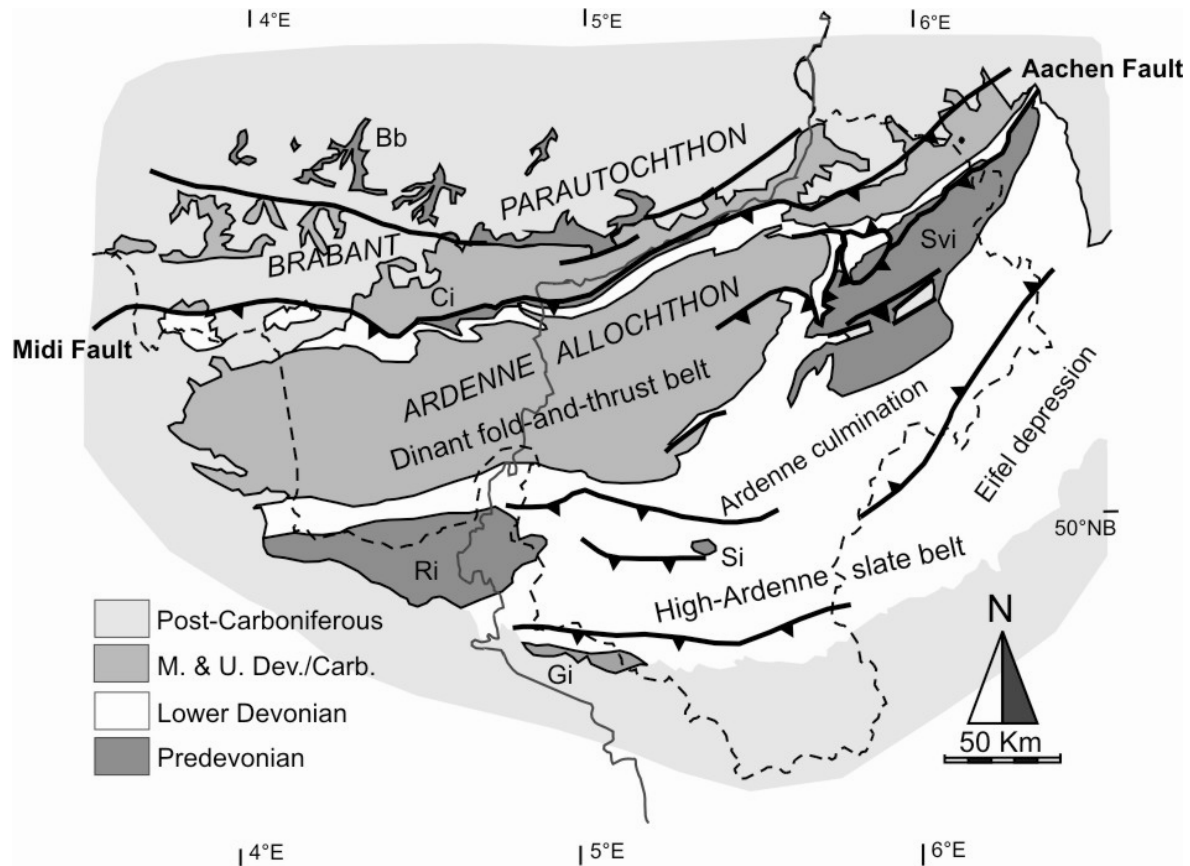 4°E
5°E
6°E
Aachen Fault
Bb
PARAUTOCHTHON
BRABANT
Svi
Ci
Midi Fault
ARDENNE ALLOCHTHON
Dinant fold-and-thrust belt
Ardenne culmination
Eifel depression
50°NB
Si
Ri
High-Ardenne slate belt
Gi
Post-Carboniferous
M. & U. Dev./Carb.
Lower Devonian
Predevonian
N
50 Km
4°E
5°E
6°E